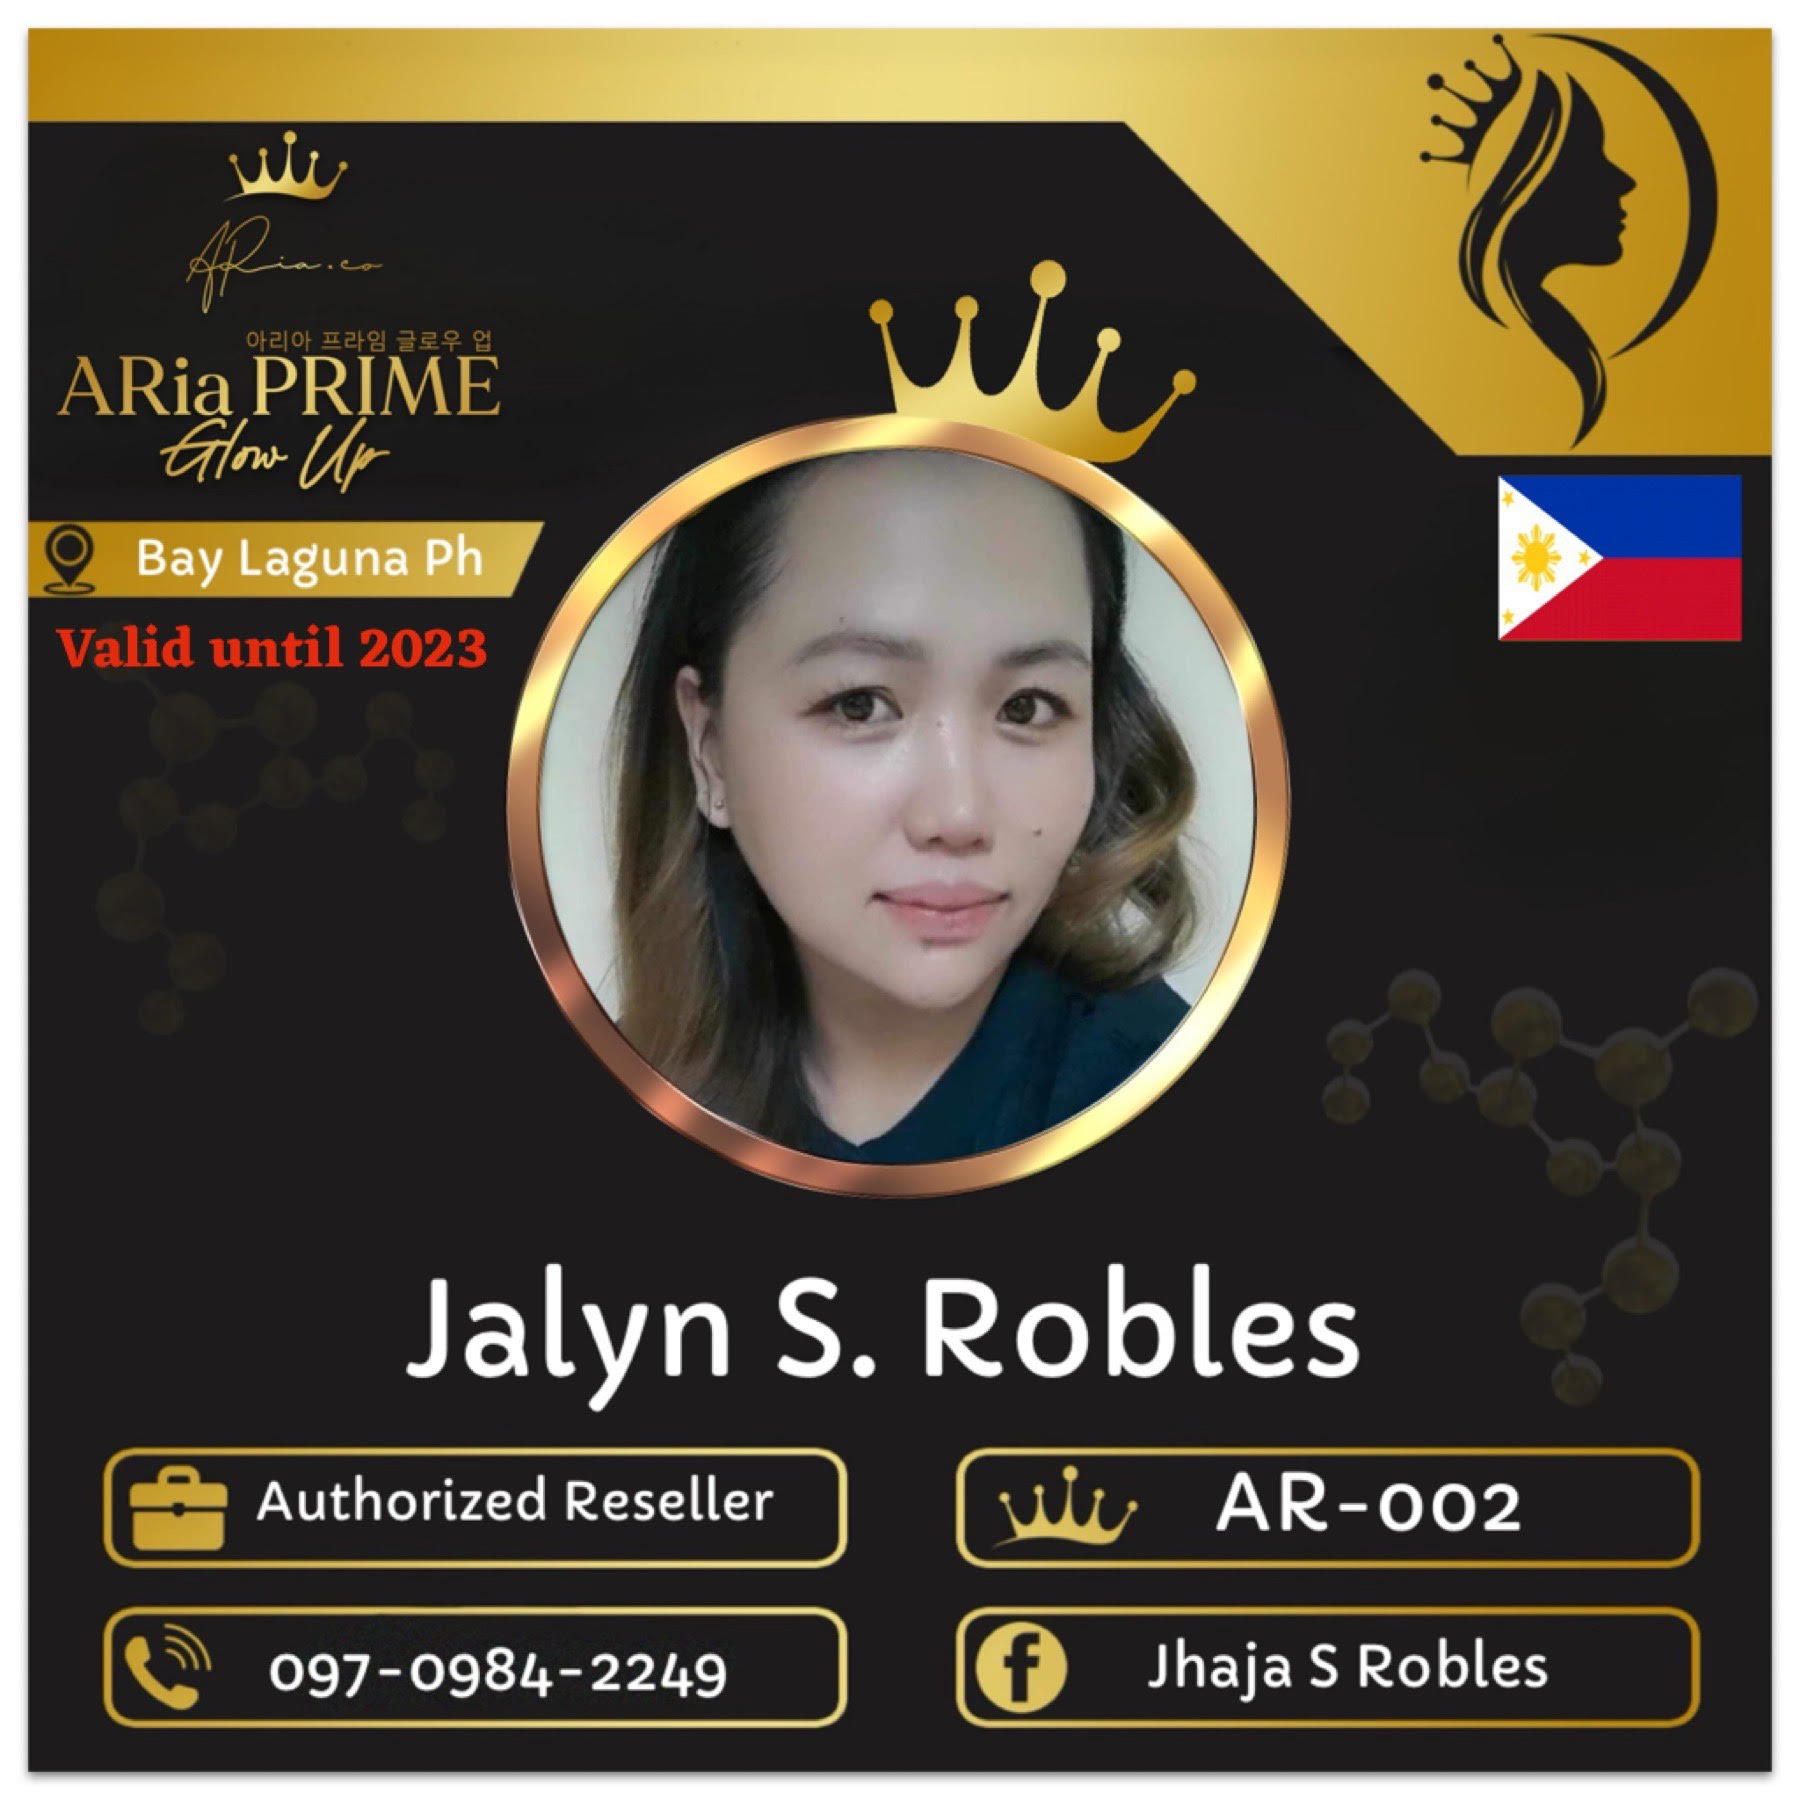 ARia.co
아리아 프라임 글로우 업
ARia PRIME
Glow Up
Bay Laguna Ph
Valid until 2023
Jalyn S. Robles
Authorized Reseller
AR-002
097-0984-2249
f
Jhaja S Robles